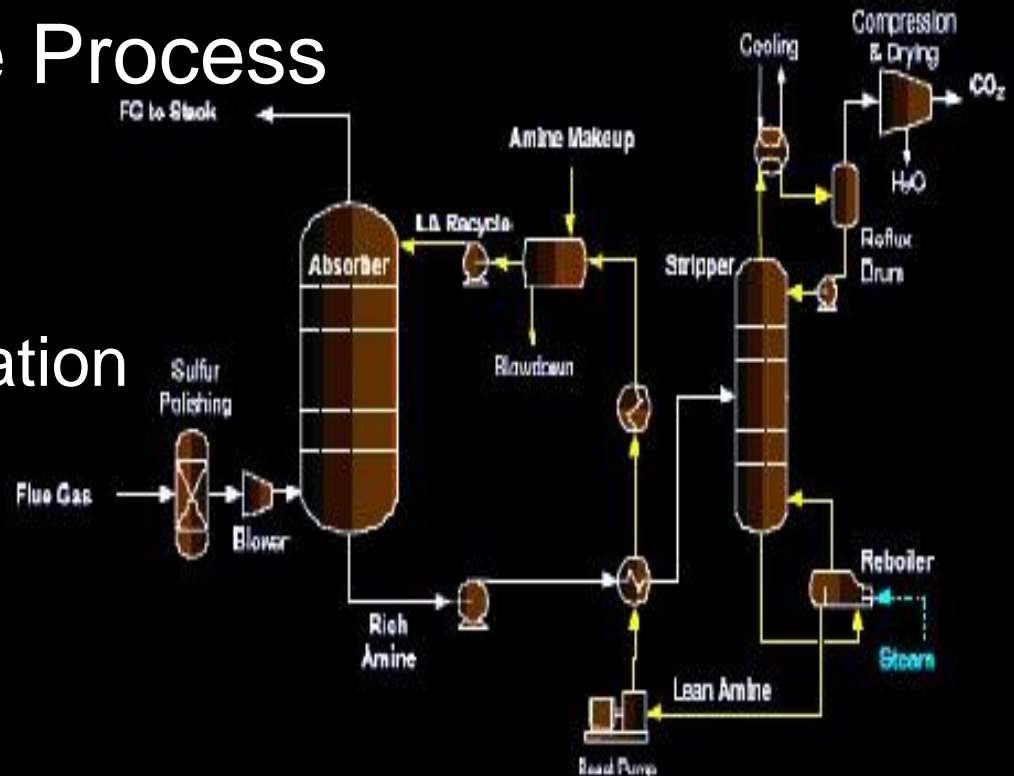 e Process
Compression
& Drying
Cooling
CO₂
FG to Stack
Amine Makeup
H₂O
LA Recycle
Reflux
Drum
Absorber
Stripper
ation
Blowdown
Sulfur
Polishing
Flue Gas
Blower
Reboiler
Rich
Amine
Steam
Lean Amine
Pump